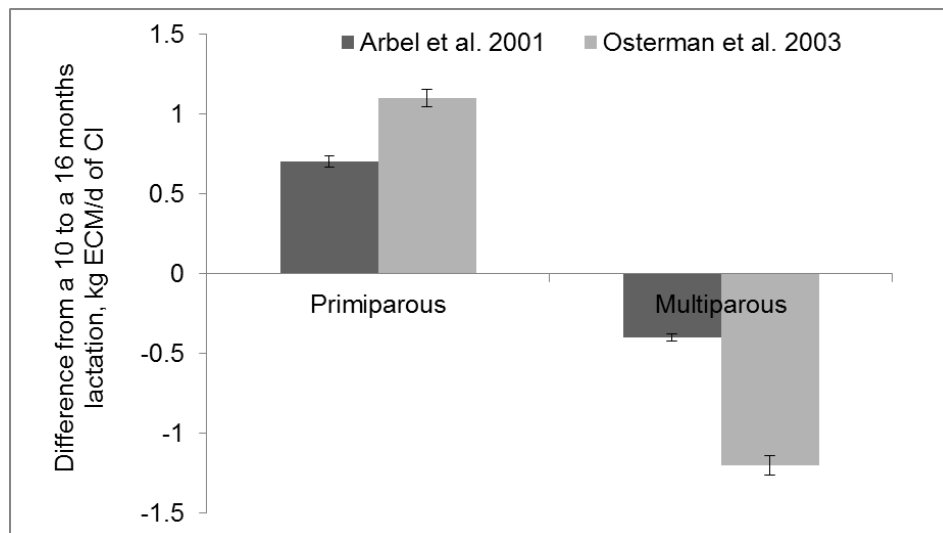 Arbel et al. 2001
Osterman et al. 2003
Difference from a 10 to a 16 months
lactation, kg ECM/d of CI
1.5
1
0.5
0
-0.5
-1
-1.5
Primiparous
Multiparous